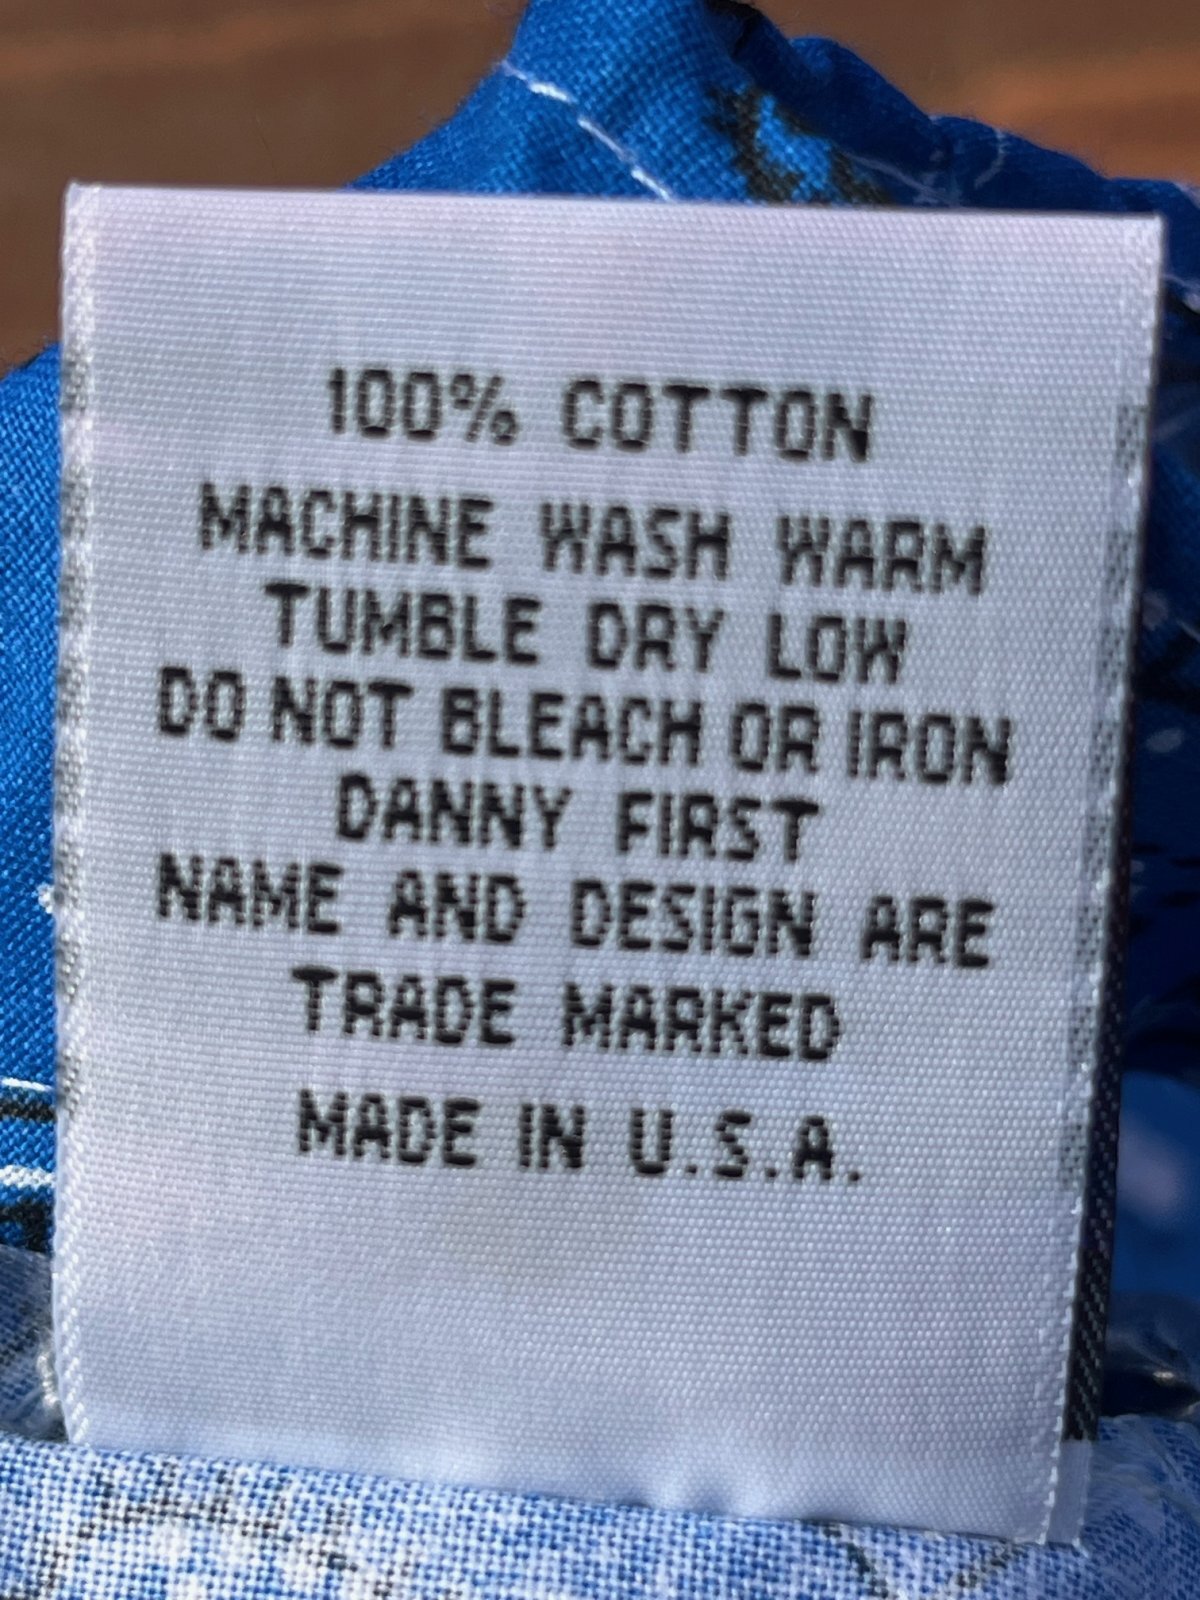 100% COTTON
MACHINE WASH WARM
TUMBLE DRY LOW
DO NOT BLEACH OR IRON
DANNY FIRST
NAME AND DESIGN ARE
TRADE MARKED
MADE IN U.S.A.